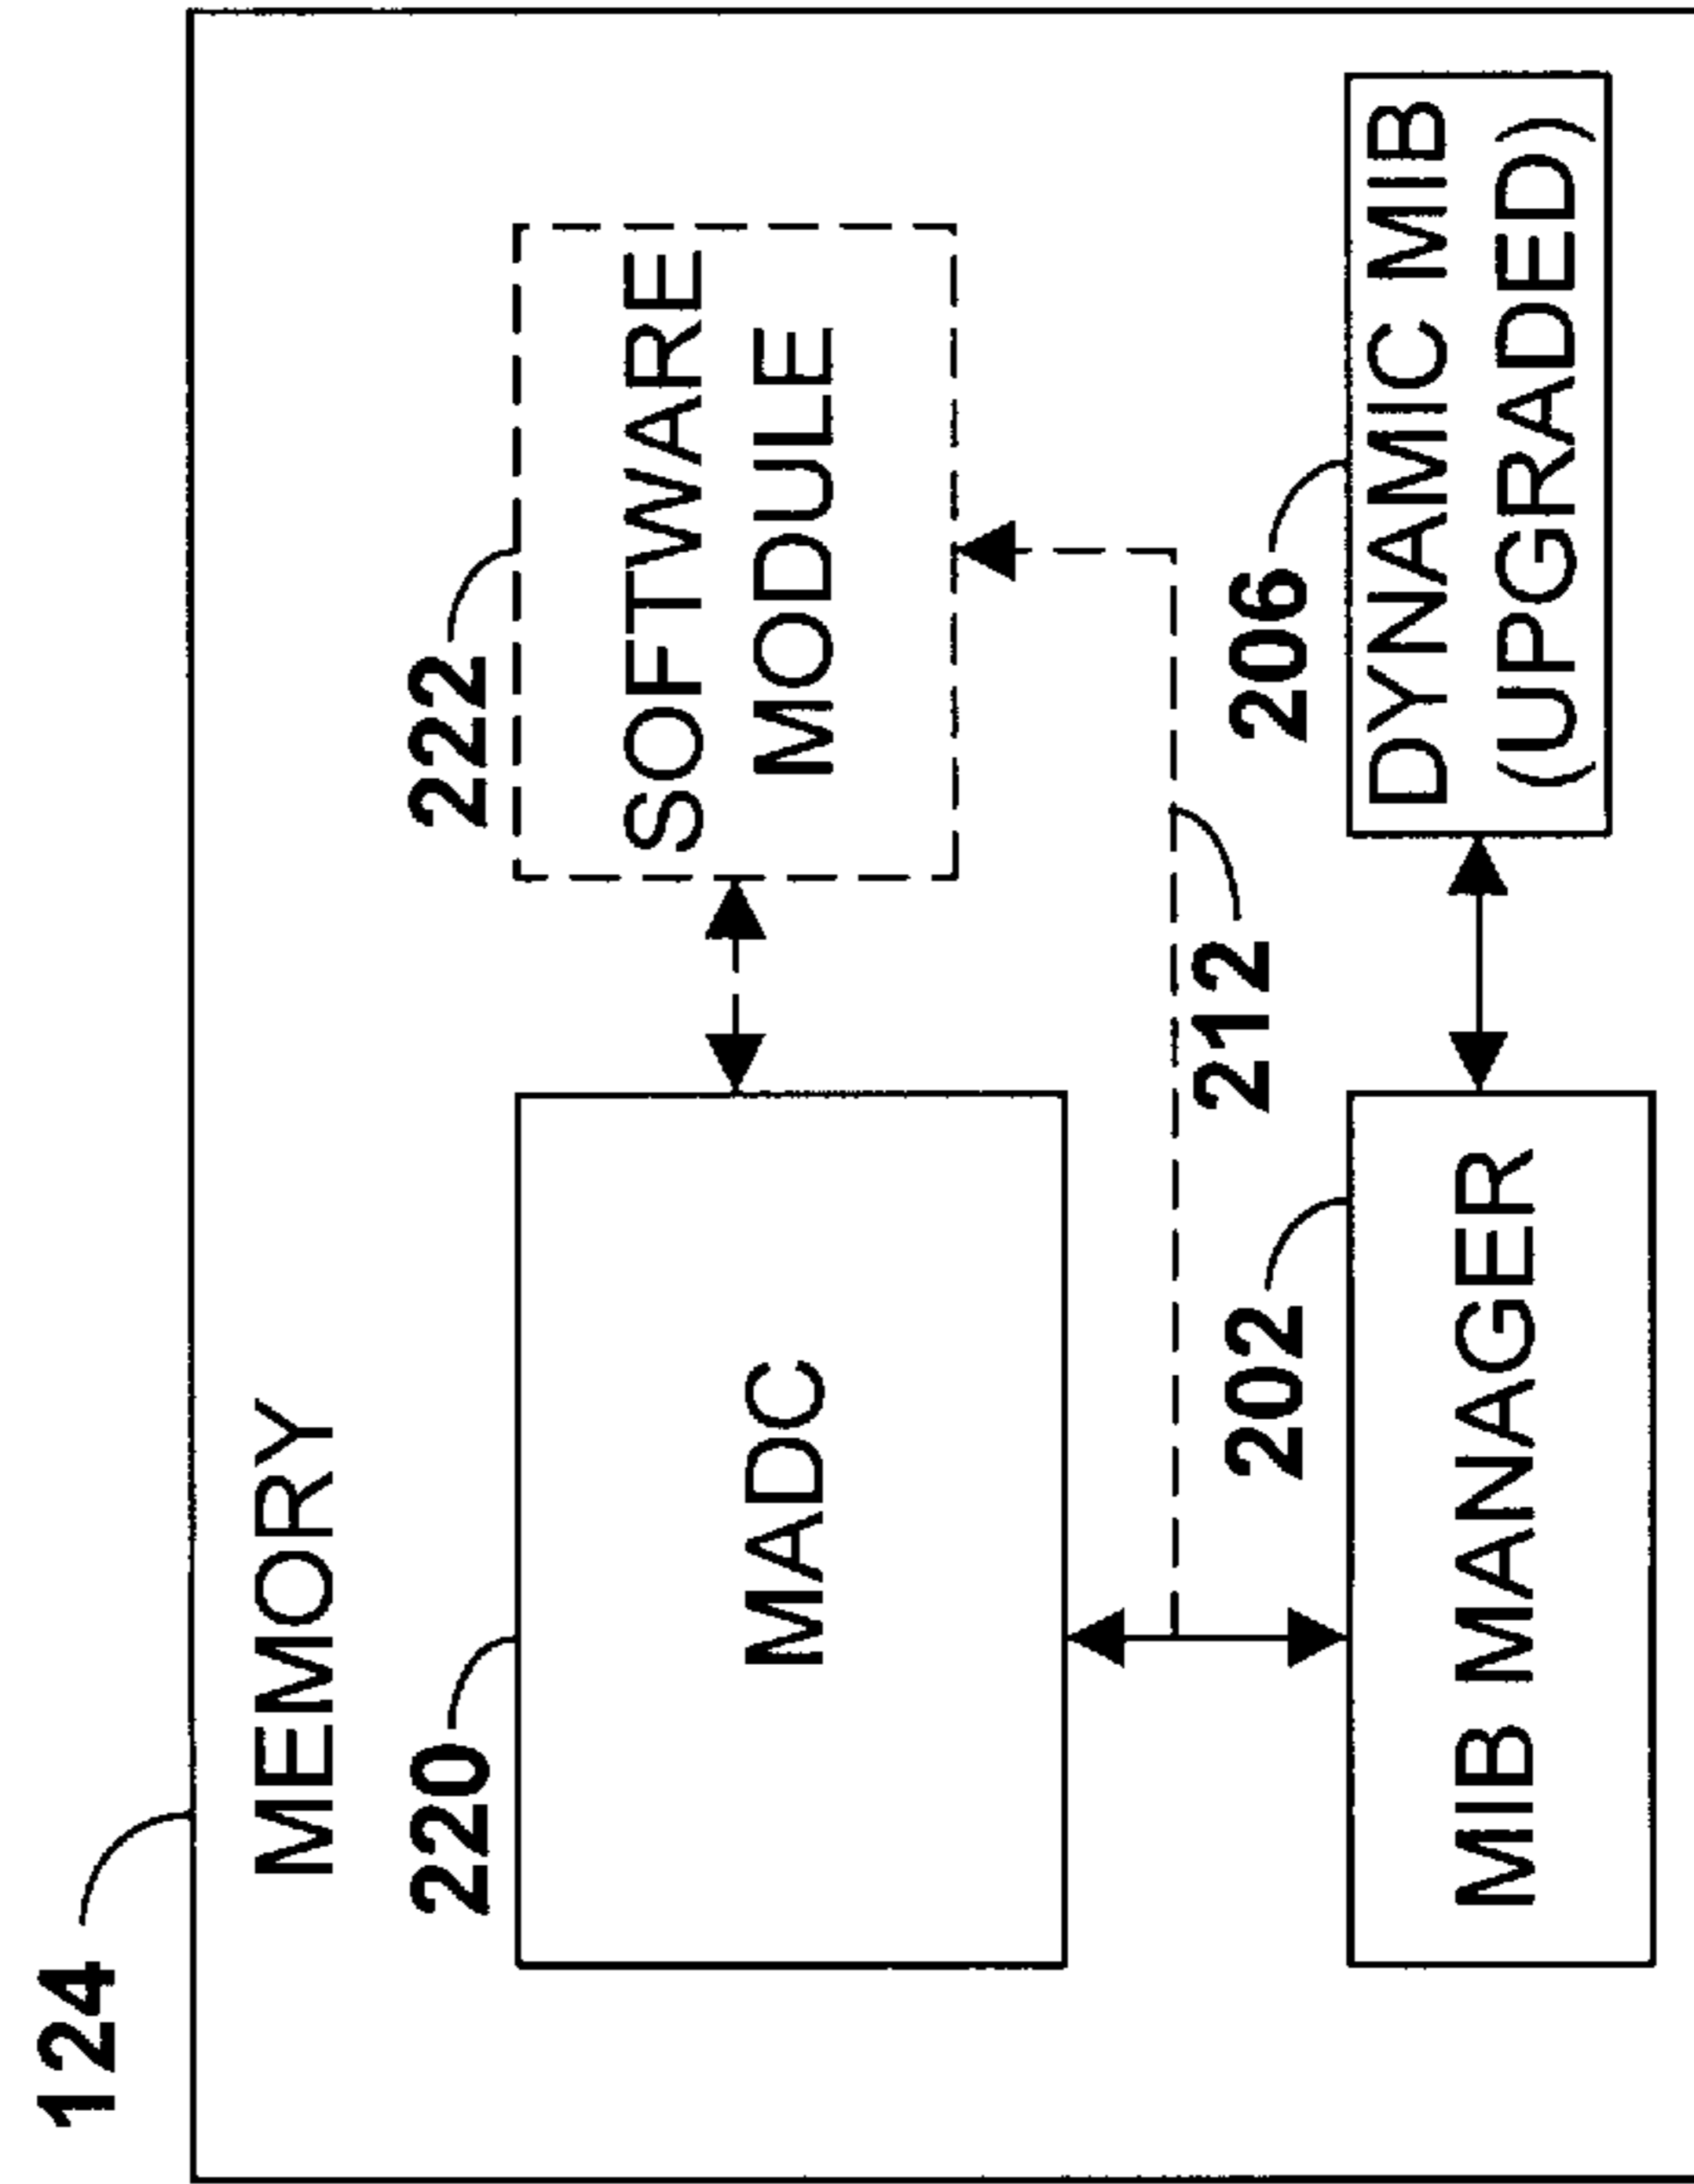 124
MEMORY
220
MADC
222
SOFTWARE
MODULE
212
202
MIB MANAGER
206
DYNAMIC MIB
(UPGRADED)